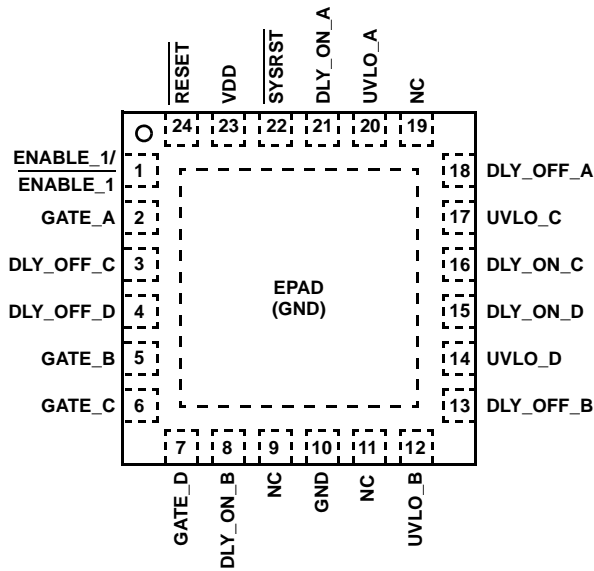 RESET
VDD
SYSRST
DLY_ON_A
UVLO_A
NC
24 23 22 21 20 19
ENABLE_1/
ENABLE_1
1
GATE_A 2
DLY_OFF_C 3
DLY_OFF_D 4
GATE_B 5
GATE_C 6
EPAD
(GND)
18 DLY_OFF_A
17 UVLO_C
16 DLY_ON_C
15 DLY_ON_D
14 UVLO_D
13 DLY_OFF_B
7 8 9 10 11 12
GATE_D
DLY_ON_B
NC
GND
NC
UVLO_B